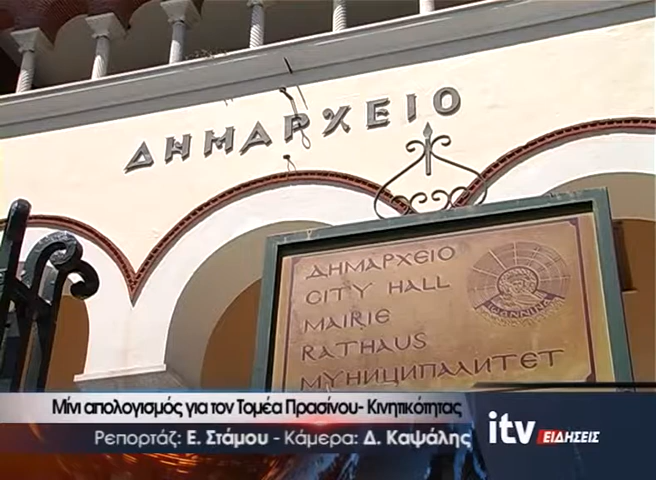 ΔΗΜΑΡΧΕΙΟ
ΔΗΜΑΡΧΕΙΟ
CITY HALL
MAIRIE
RATHAUS
МУНИЦИПАЛИТЕТ
ΙΩΑΝΝΙΝΑ
Μίνι απολογισμός για τον Τομέα Πρασίνου- Κινητικότητας
Ρεπορτάζ: Ε. Στάμου - Κάμερα: Δ. Καψάλης
itv ΕΙΔΗΣΕΙΣ